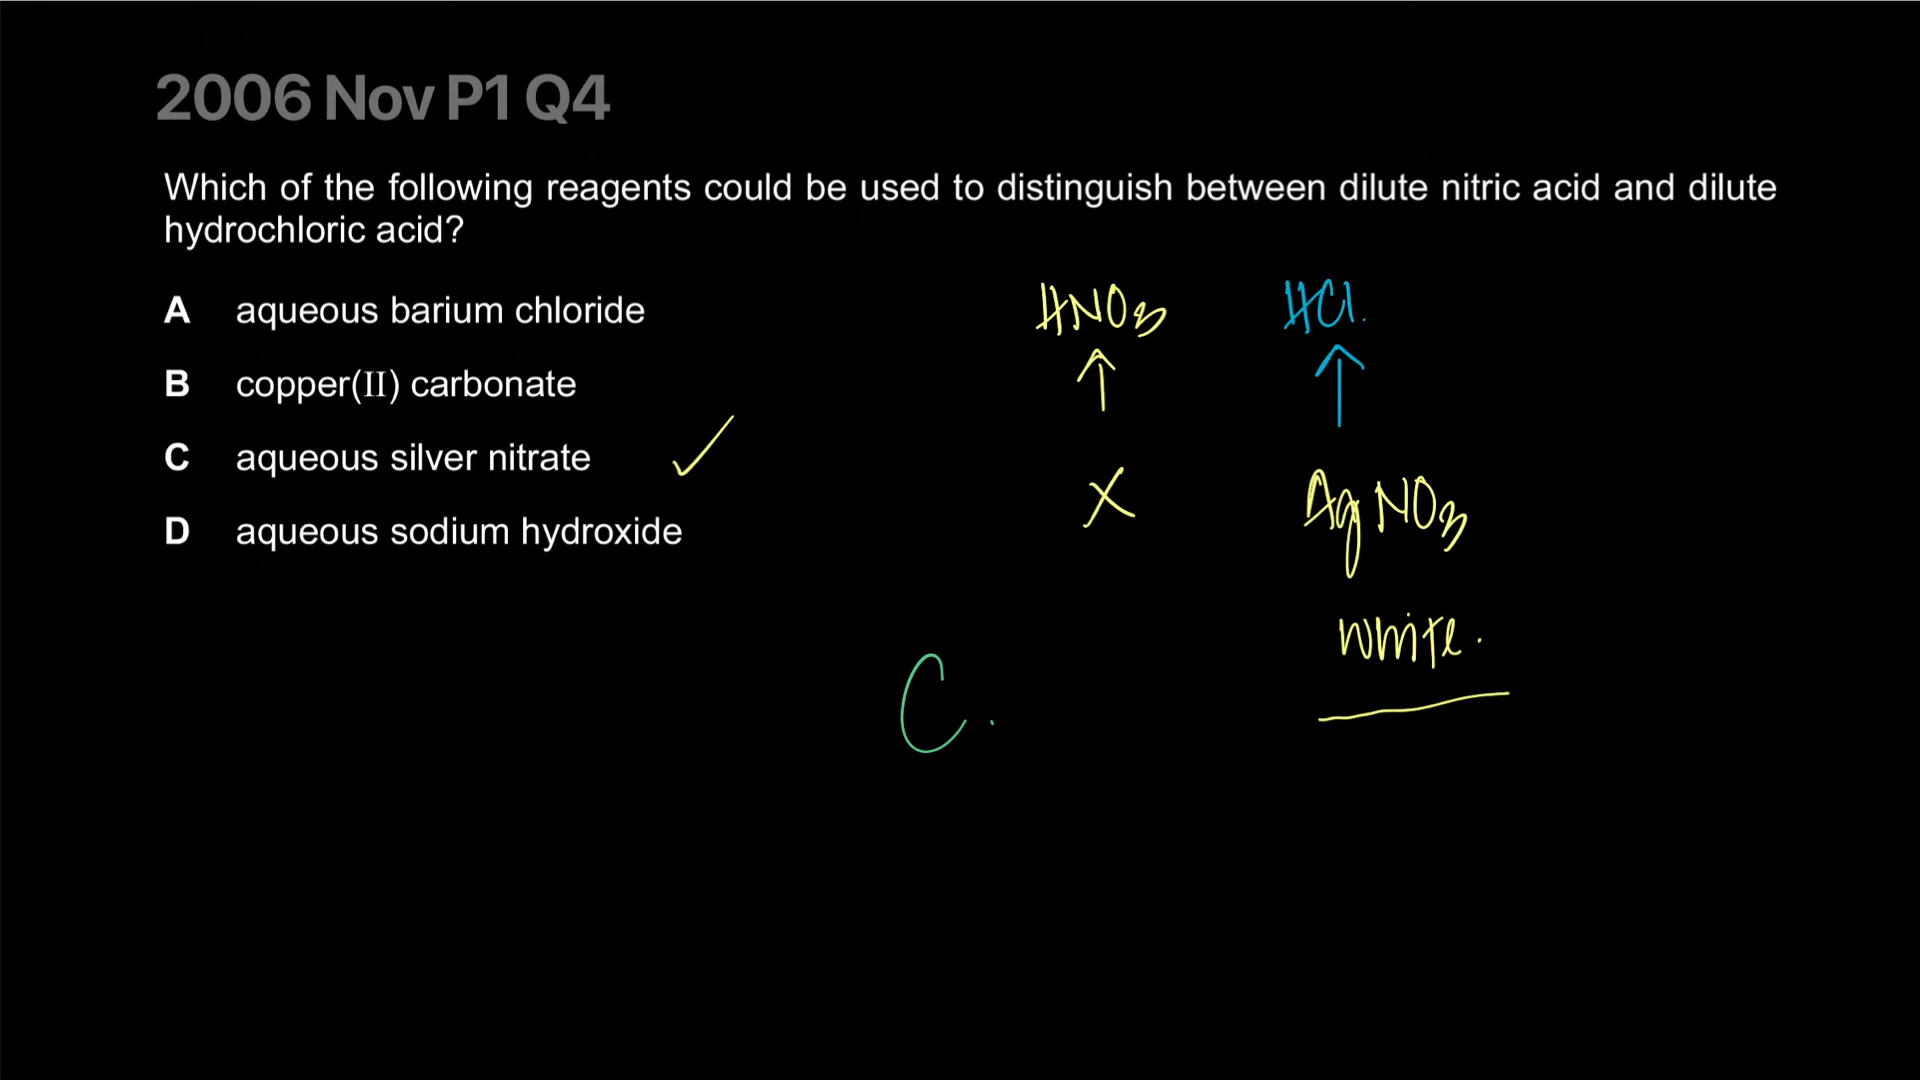 2006 Nov P1 Q4
Which of the following reagents could be used to distinguish between dilute nitric acid and dilute
hydrochloric acid?
A aqueous barium chloride
B copper(II) carbonate
C aqueous silver nitrate ✓
D aqueous sodium hydroxide
HNO3 HCl.
↑ ↑
X AgNO3
white.
C.